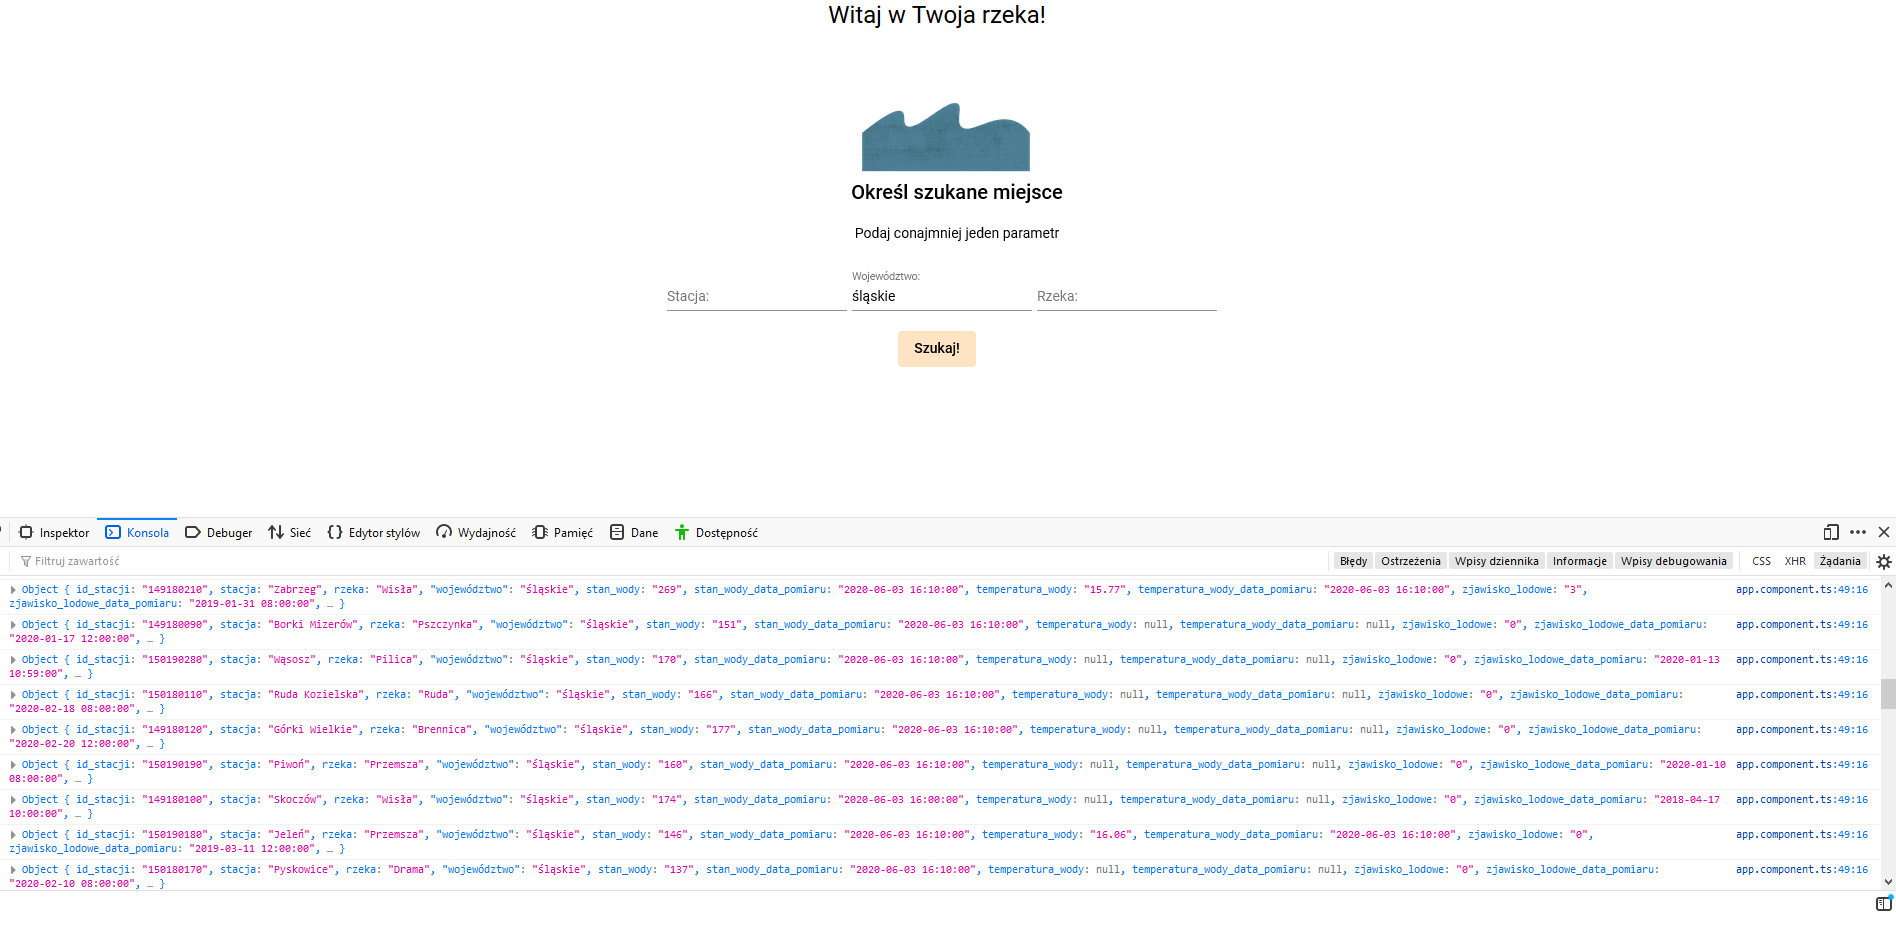 Witaj w Twoja rzeka!
Określ szukane miejsce
Podaj conajmniej jeden parametr
Województwo:
Stacja: śląskie Rzeka:
Szukaj!
Inspektor Konsola Debuger Sieć Edytor stylów Wydajność Pamięć Dane Dostępność
Filtruj zawartość Błędy Ostrzeżenia Wpisy dziennika Informacje Wpisy debugowania CSS XHR Żądania
Object { id_stacji: "149180210", stacja: "Zabrzeg", rzeka: "Wisła", "województwo": "śląskie", stan_wody: "269", stan_wody_data_pomiaru: "2020-06-03 16:10:00", temperatura_wody: "15.77", temperatura_wody_data_pomiaru: "2020-06-03 16:10:00", zjawisko_lodowe: "3", app.component.ts:49:16
zjawisko_lodowe_data_pomiaru: "2019-01-31 08:00:00", … }
Object { id_stacji: "149180090", stacja: "Borki Mizerów", rzeka: "Pszczynka", "województwo": "śląskie", stan_wody: "151", stan_wody_data_pomiaru: "2020-06-03 16:10:00", temperatura_wody: null, temperatura_wody_data_pomiaru: null, zjawisko_lodowe: "0", zjawisko_lodowe_data_pomiaru: app.component.ts:49:16
"2020-01-17 12:00:00", … }
Object { id_stacji: "150190280", stacja: "Wąsosz", rzeka: "Pilica", "województwo": "śląskie", stan_wody: "170", stan_wody_data_pomiaru: "2020-06-03 16:10:00", temperatura_wody: null, temperatura_wody_data_pomiaru: null, zjawisko_lodowe: "0", zjawisko_lodowe_data_pomiaru: "2020-01-13 app.component.ts:49:16
10:59:00", … }
Object { id_stacji: "150180110", stacja: "Ruda Kozielska", rzeka: "Ruda", "województwo": "śląskie", stan_wody: "166", stan_wody_data_pomiaru: "2020-06-03 16:10:00", temperatura_wody: null, temperatura_wody_data_pomiaru: null, zjawisko_lodowe: "0", zjawisko_lodowe_data_pomiaru: app.component.ts:49:16
"2020-02-18 08:00:00", … }
Object { id_stacji: "149180120", stacja: "Górki Wielkie", rzeka: "Brennica", "województwo": "śląskie", stan_wody: "177", stan_wody_data_pomiaru: "2020-06-03 16:10:00", temperatura_wody: null, temperatura_wody_data_pomiaru: null, zjawisko_lodowe: "0", zjawisko_lodowe_data_pomiaru: app.component.ts:49:16
"2020-02-20 12:00:00", … }
Object { id_stacji: "150190190", stacja: "Piwoń", rzeka: "Przemsza", "województwo": "śląskie", stan_wody: "160", stan_wody_data_pomiaru: "2020-06-03 16:10:00", temperatura_wody: null, temperatura_wody_data_pomiaru: null, zjawisko_lodowe: "0", zjawisko_lodowe_data_pomiaru: "2020-01-10 app.component.ts:49:16
08:00:00", … }
Object { id_stacji: "149180100", stacja: "Skoczów", rzeka: "Wisła", "województwo": "śląskie", stan_wody: "174", stan_wody_data_pomiaru: "2020-06-03 16:00:00", temperatura_wody: null, temperatura_wody_data_pomiaru: null, zjawisko_lodowe: "0", zjawisko_lodowe_data_pomiaru: "2018-04-17 app.component.ts:49:16
10:00:00", … }
Object { id_stacji: "150190180", stacja: "Jeleń", rzeka: "Przemsza", "województwo": "śląskie", stan_wody: "146", stan_wody_data_pomiaru: "2020-06-03 16:10:00", temperatura_wody: "16.06", temperatura_wody_data_pomiaru: "2020-06-03 16:10:00", zjawisko_lodowe: "0", app.component.ts:49:16
zjawisko_lodowe_data_pomiaru: "2019-03-11 12:00:00", … }
Object { id_stacji: "150180170", stacja: "Pyskowice", rzeka: "Drama", "województwo": "śląskie", stan_wody: "137", stan_wody_data_pomiaru: "2020-06-03 16:10:00", temperatura_wody: null, temperatura_wody_data_pomiaru: null, zjawisko_lodowe: "0", zjawisko_lodowe_data_pomiaru: app.component.ts:49:16
"2020-02-10 08:00:00", … }